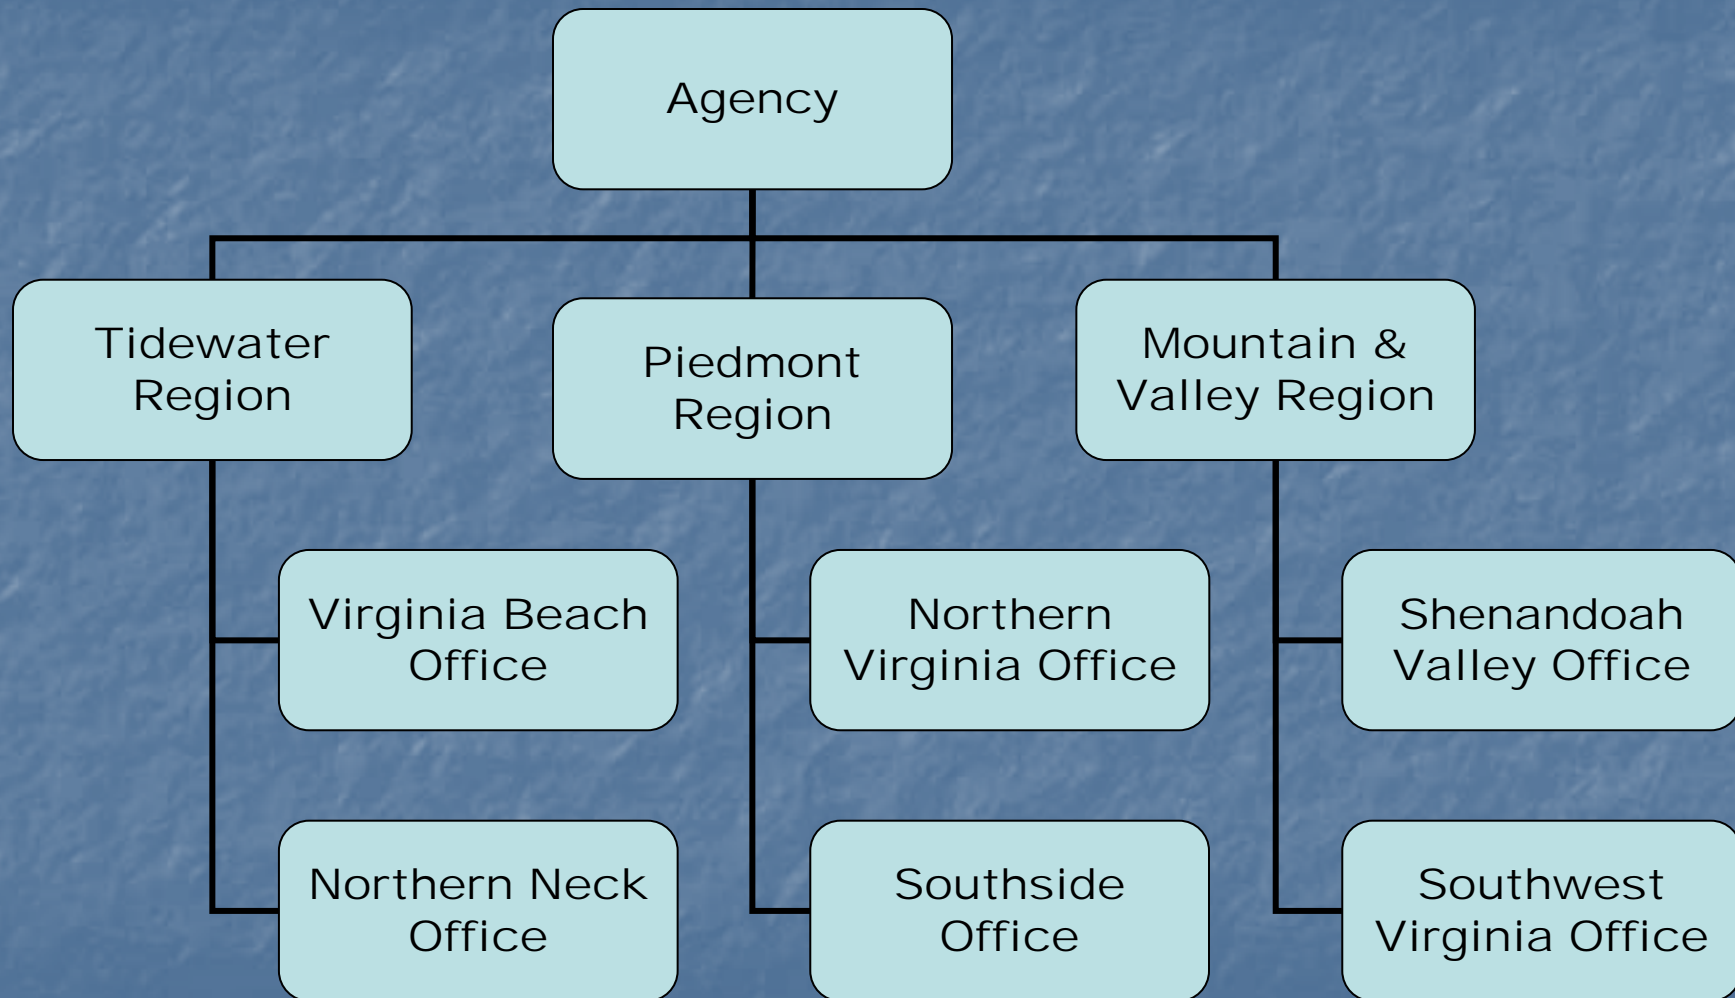 Agency
Tidewater
Region
Piedmont
Region
Mountain &
Valley Region
Virginia Beach
Office
Northern
Virginia Office
Shenandoah
Valley Office
Northern Neck
Office
Southside
Office
Southwest
Virginia Office